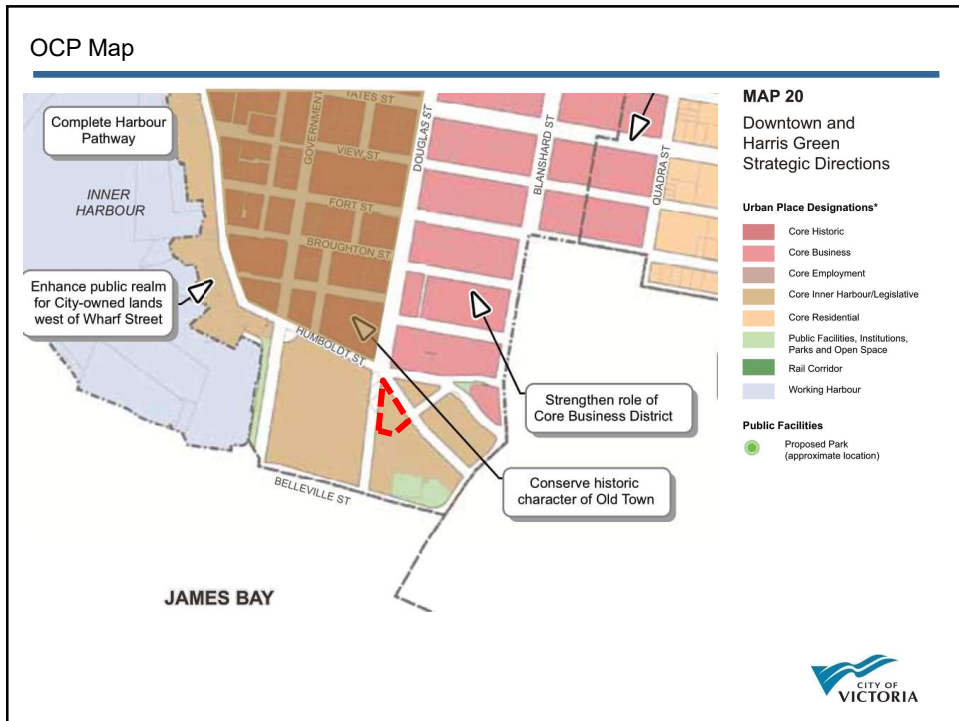 OCP Map
MAP 20
Downtown and
Harris Green
Strategic Directions
Urban Place Designations*
Core Historic
Core Business
Core Employment
Core Inner Harbour/Legislative
Core Residential
Public Facilities, Institutions,
Parks and Open Space
Rail Corridor
Working Harbour
Public Facilities
Proposed Park
(approximate location)
Complete Harbour
Pathway
INNER
HARBOUR
Enhance public realm
for City-owned lands
west of Wharf Street
YATES ST
GOVERNMENT
VIEW ST
FORT ST
BROUGHTON ST
HUMBOLDT ST
DOUGLAS ST
BLANSHARD ST
QUADRA ST
Strengthen role of
Core Business District
Conserve historic
character of Old Town
BELLEVILLE ST
JAMES BAY
CITY OF
VICTORIA